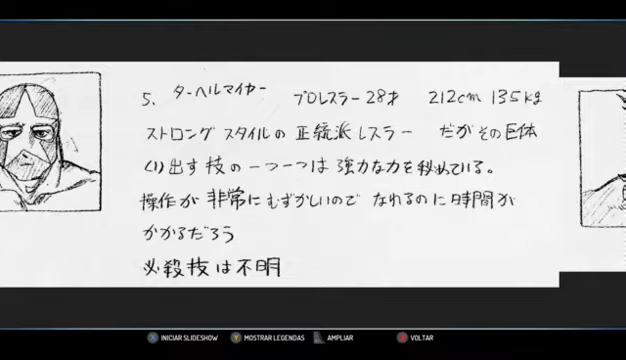 5. ターヘルマイヤー プロレスラー 28才 212cm 135kg
ストロング スタイルの 正統派 レスラー だがその巨体
くり出す 技の 一つ一つは 強力な力を 秘めている。
操作が 非常に むずかしいので なれるのに 時間が
かかるだろう
必殺技は不明
INICIAR SLIDESHOW MOSTRAR LEGENDAS AMPLIAR VOLTAR